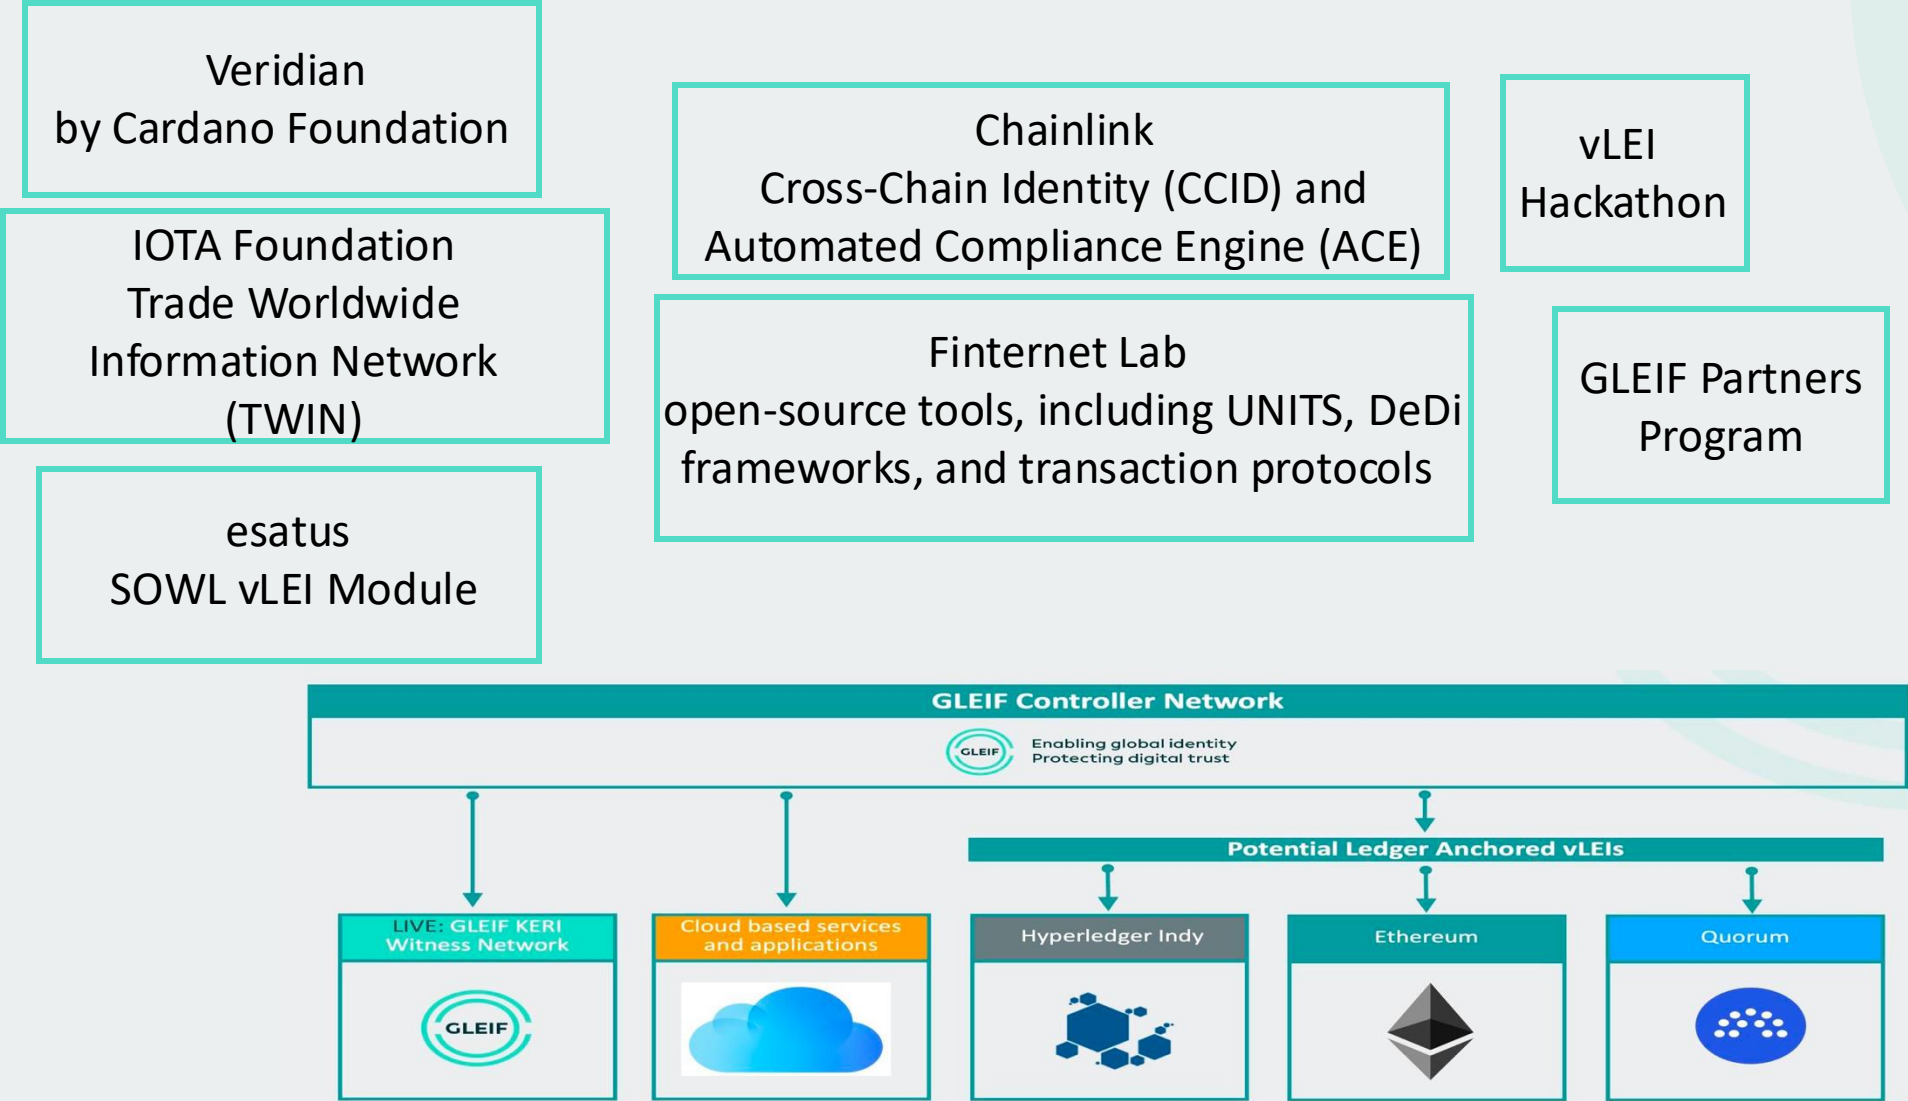 Veridian
by Cardano Foundation
IOTA Foundation
Trade Worldwide
Information Network
(TWIN)
esatus
SOWL vLEI Module
Chainlink
Cross-Chain Identity (CCID) and
Automated Compliance Engine (ACE)
Finternet Lab
open-source tools, including UNITS, DeDi
frameworks, and transaction protocols
vLEI
Hackathon
GLEIF Partners
Program
GLEIF Controller Network
GLEIF
Enabling global identity
Protecting digital trust
Potential Ledger Anchored vLEIs
LIVE: GLEIF KERI
Witness Network
Cloud based services
and applications
Hyperledger Indy
Ethereum
Quorum
GLEIF